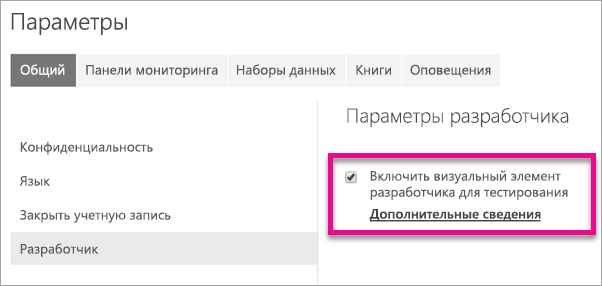 Параметры
Общий Панели мониторинга Наборы данных Книги Оповещения
Конфиденциальность
Язык
Закрыть учетную запись
Разработчик
Параметры разработчика
Включить визуальный элемент
разработчика для тестирования
Дополнительные сведения